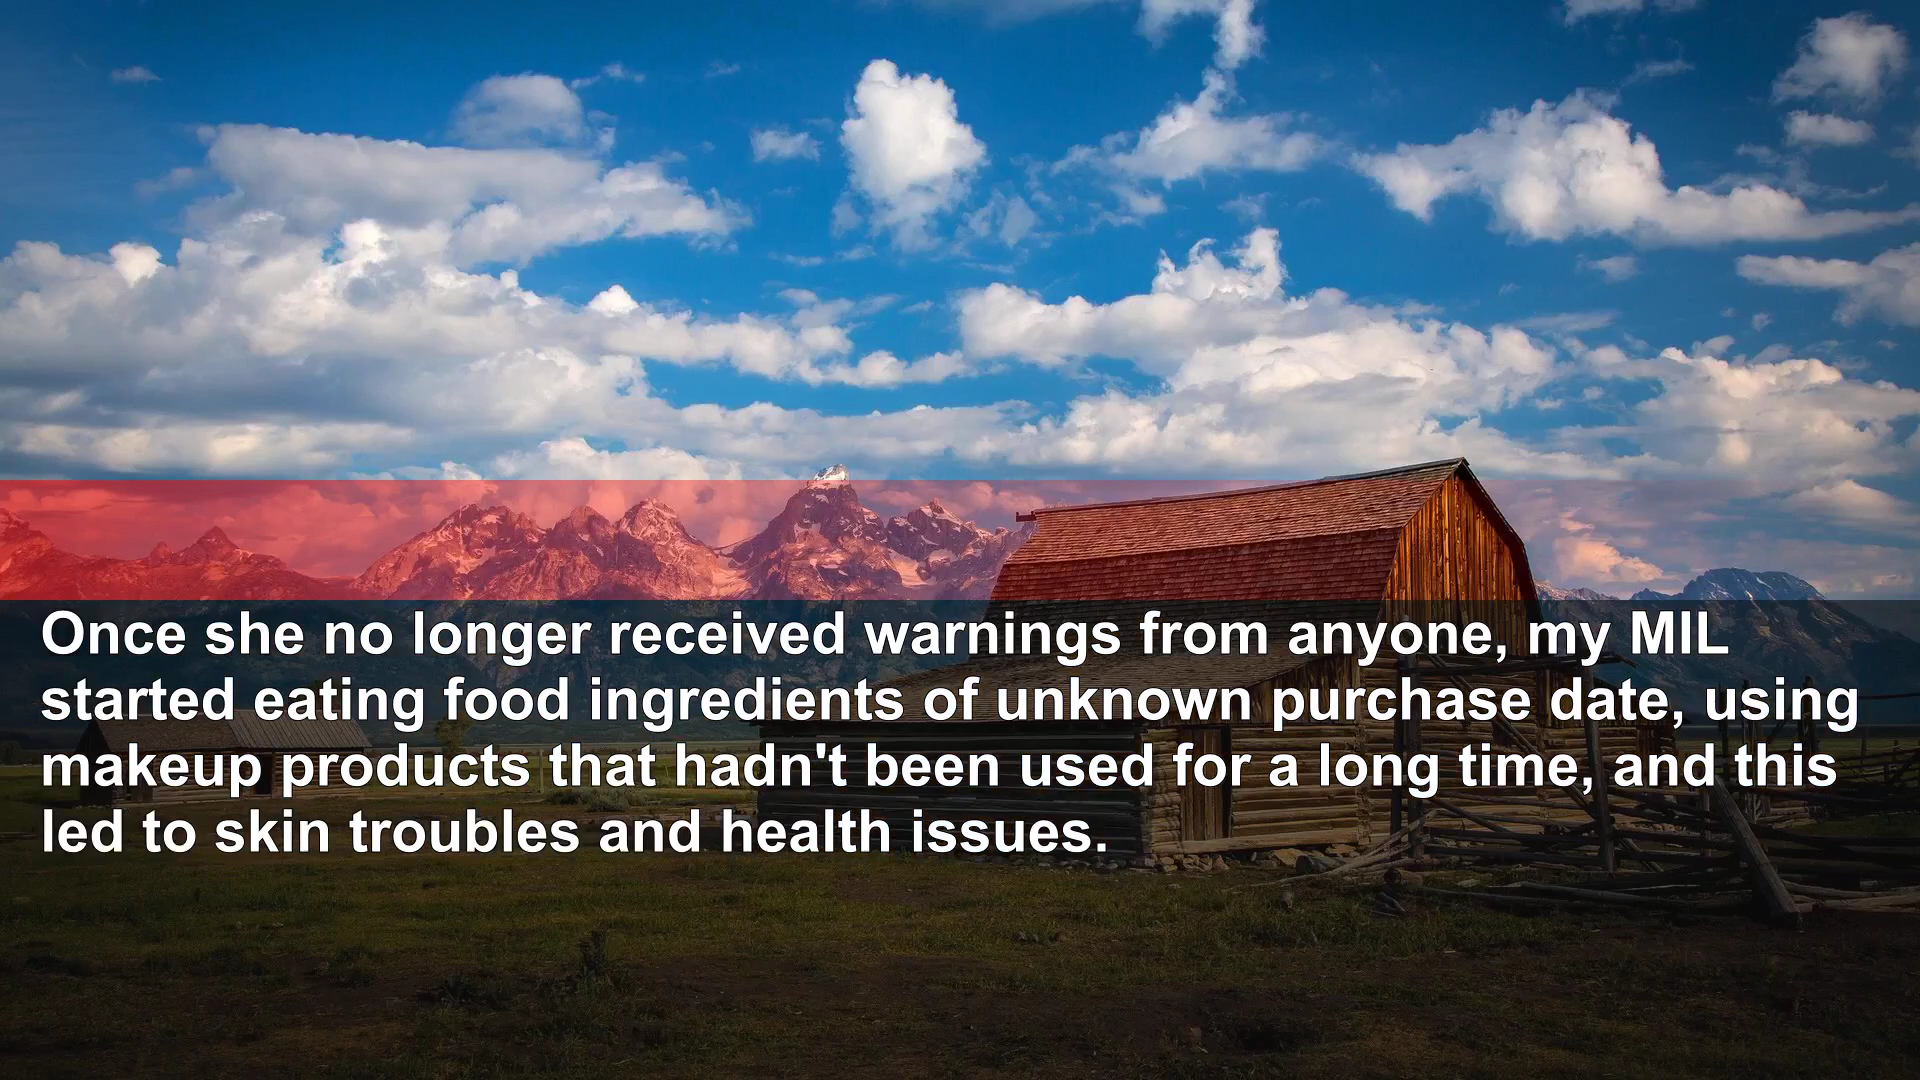 Once she no longer received warnings from anyone, my MIL
started eating food ingredients of unknown purchase date, using
makeup products that hadn't been used for a long time, and this
led to skin troubles and health issues.